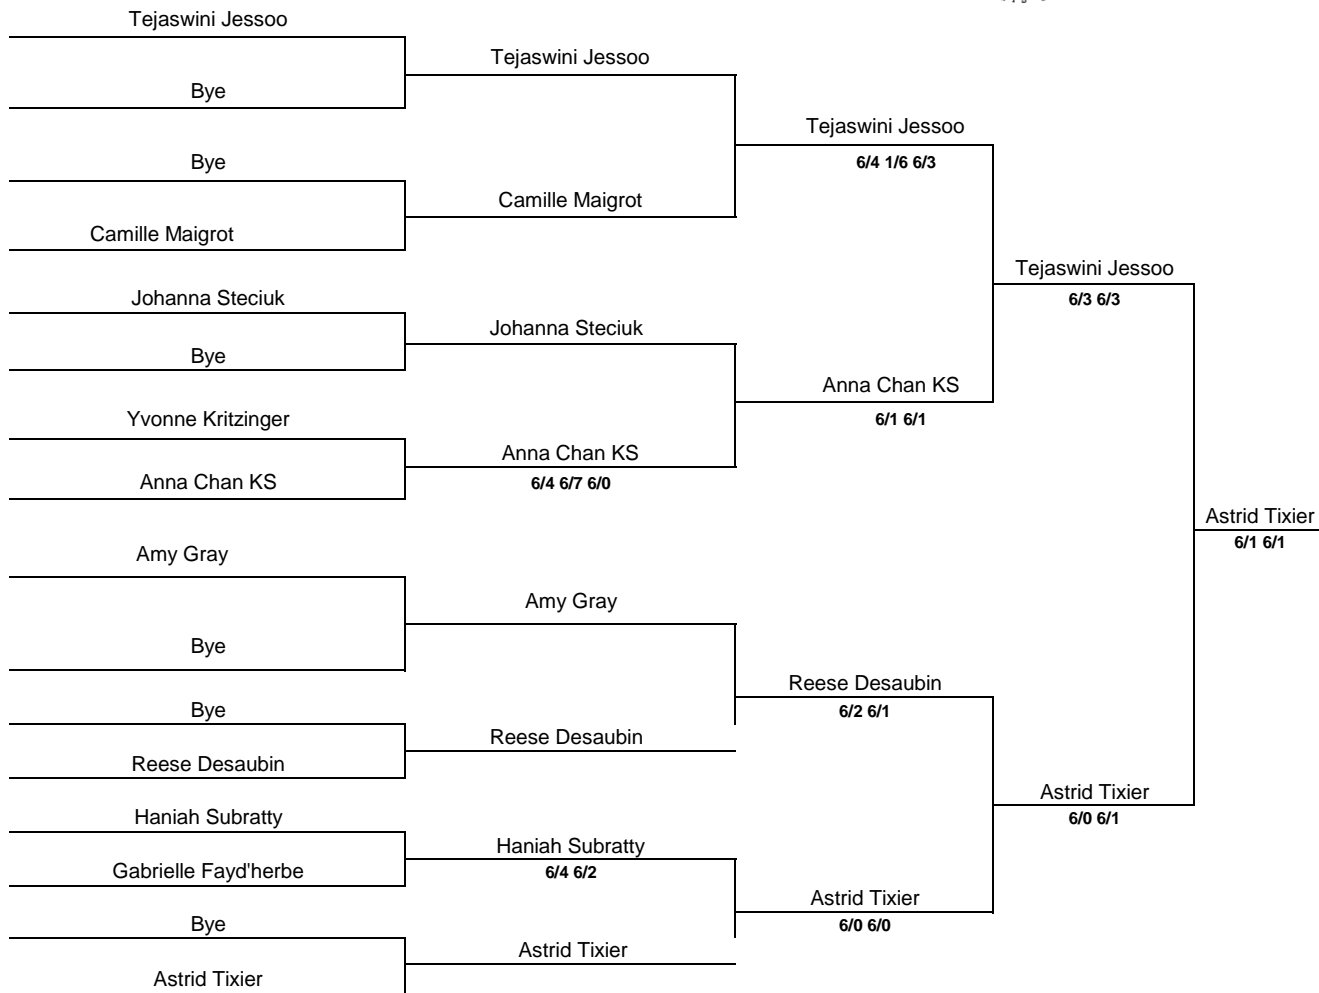 Tejaswini Jessoo
Tejaswini Jessoo
Bye
Tejaswini Jessoo
6/4 1/6 6/3
Bye
Camille Maigrot
Camille Maigrot
Tejaswini Jessoo
6/3 6/3
Johanna Steciuk
Johanna Steciuk
Bye
Anna Chan KS
6/1 6/1
Yvonne Kritzinger
Anna Chan KS
6/4 6/7 6/0
Anna Chan KS
Astrid Tixier
6/1 6/1
Amy Gray
Amy Gray
Bye
Reese Desaubin
6/2 6/1
Bye
Reese Desaubin
Reese Desaubin
Astrid Tixier
6/0 6/1
Haniah Subratty
Haniah Subratty
6/4 6/2
Gabrielle Fayd'herbe
Astrid Tixier
6/0 6/0
Bye
Astrid Tixier
Astrid Tixier